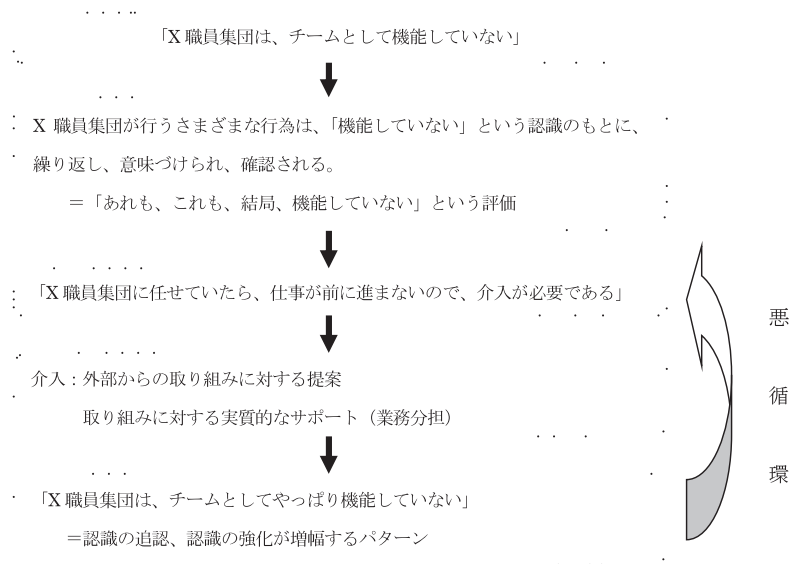 「X 職員集団は、チームとして機能していない」
X 職員集団が行うさまざまな行為は、「機能していない」という認識のもとに、
繰り返し、意味づけられ、確認される。
＝「あれも、これも、結局、機能していない」という評価
「X 職員集団に任せていたら、仕事が前に進まないので、介入が必要である」
介入：外部からの取り組みに対する提案
取り組みに対する実質的なサポート（業務分担）
「X 職員集団は、チームとしてやっぱり機能していない」
＝認識の追認、認識の強化が増幅するパターン
悪
循
環